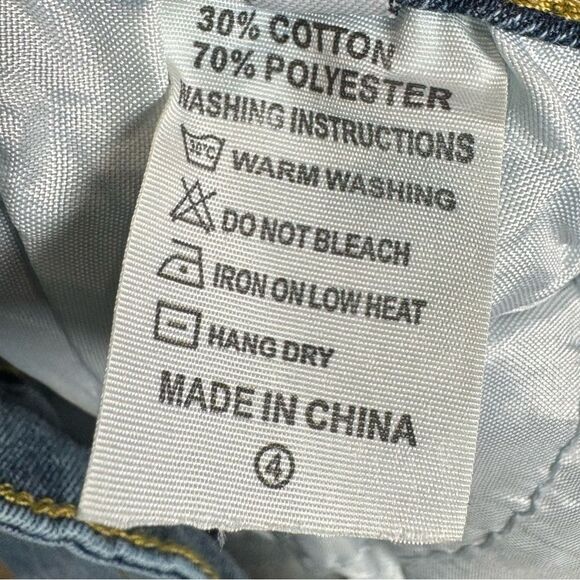 30% COTTON
70% POLYESTER
WASHING INSTRUCTIONS
30°C WARM WASHING
DO NOT BLEACH
IRON ON LOW HEAT
HANG DRY
MADE IN CHINA
4